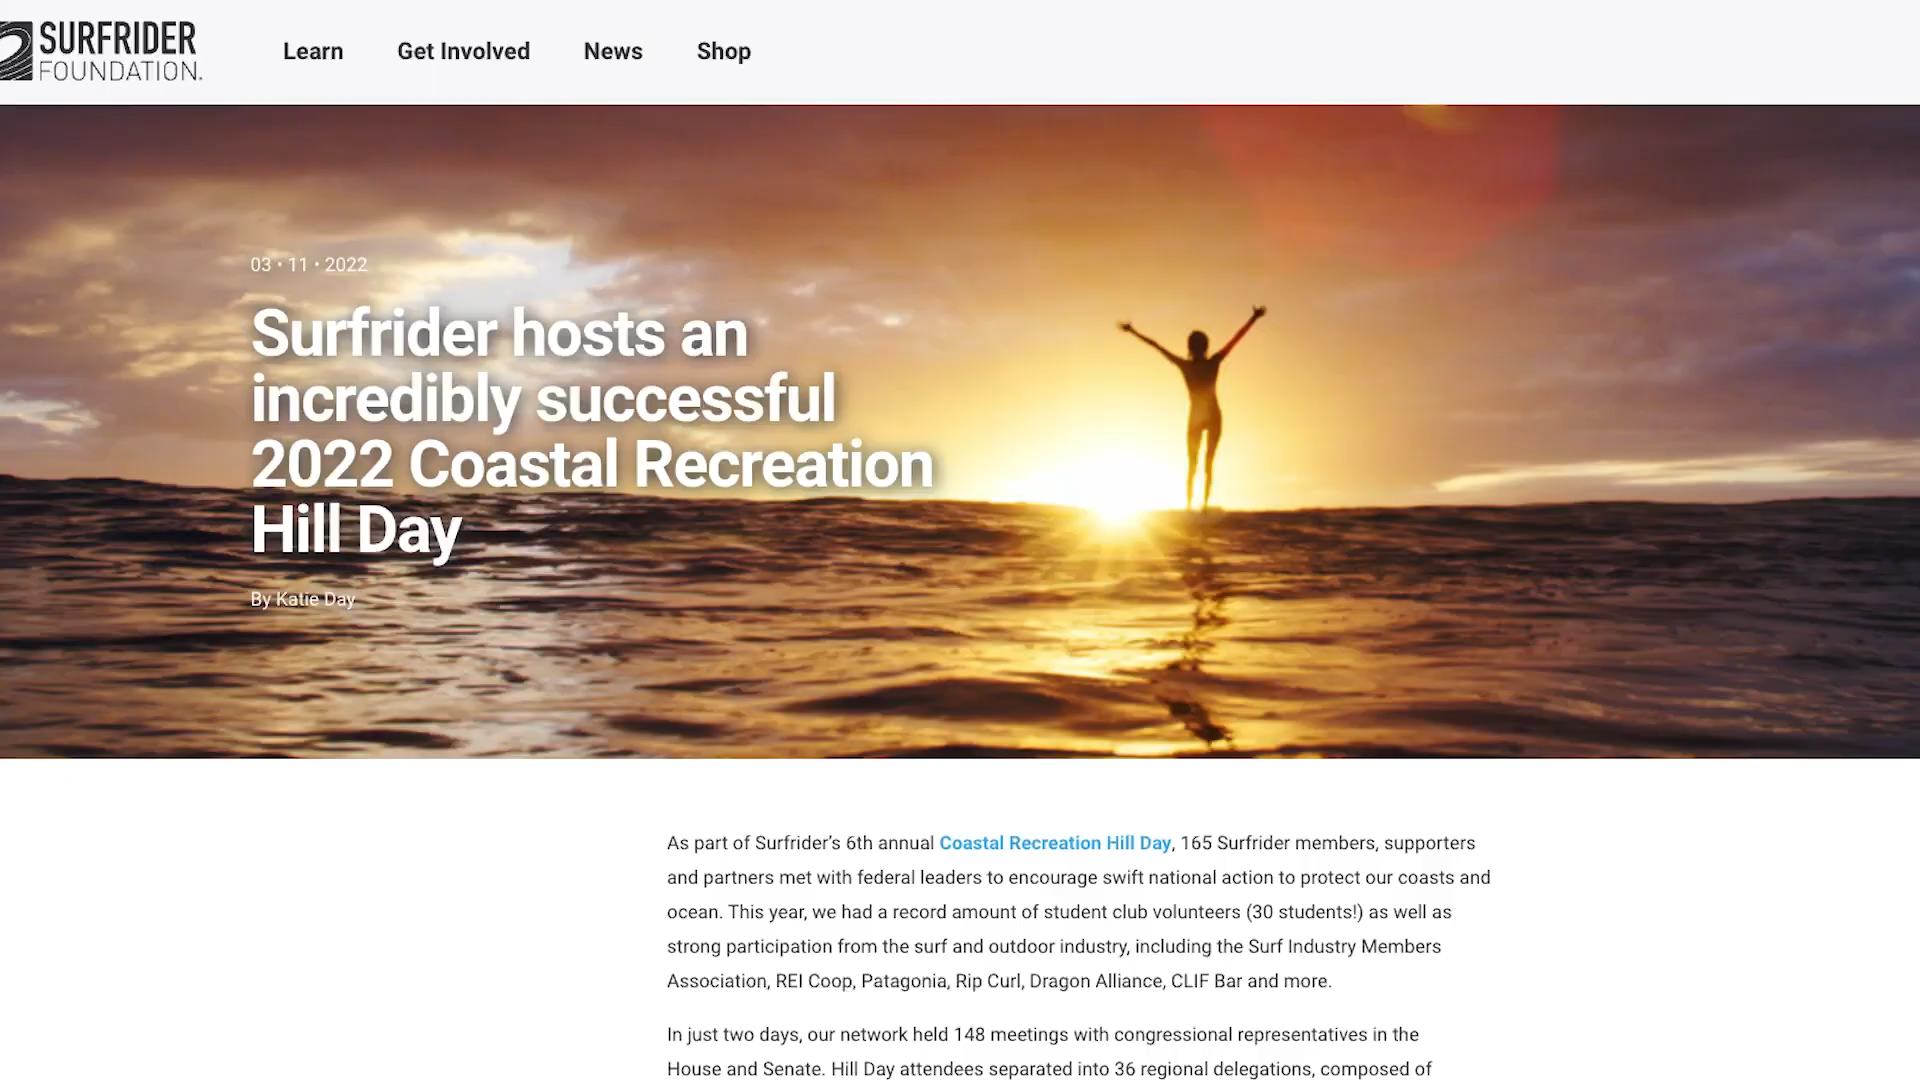 SURFRIDER
FOUNDATION.
Learn Get Involved News Shop
03 • 11 • 2022
Surfrider hosts an
incredibly successful
2022 Coastal Recreation
Hill Day
By Katie Day
As part of Surfrider’s 6th annual Coastal Recreation Hill Day, 165 Surfrider members, supporters
and partners met with federal leaders to encourage swift national action to protect our coasts and
ocean. This year, we had a record amount of student club volunteers (30 students!) as well as
strong participation from the surf and outdoor industry, including the Surf Industry Members
Association, REI Coop, Patagonia, Rip Curl, Dragon Alliance, CLIF Bar and more.
In just two days, our network held 148 meetings with congressional representatives in the
House and Senate. Hill Day attendees separated into 36 regional delegations, composed of